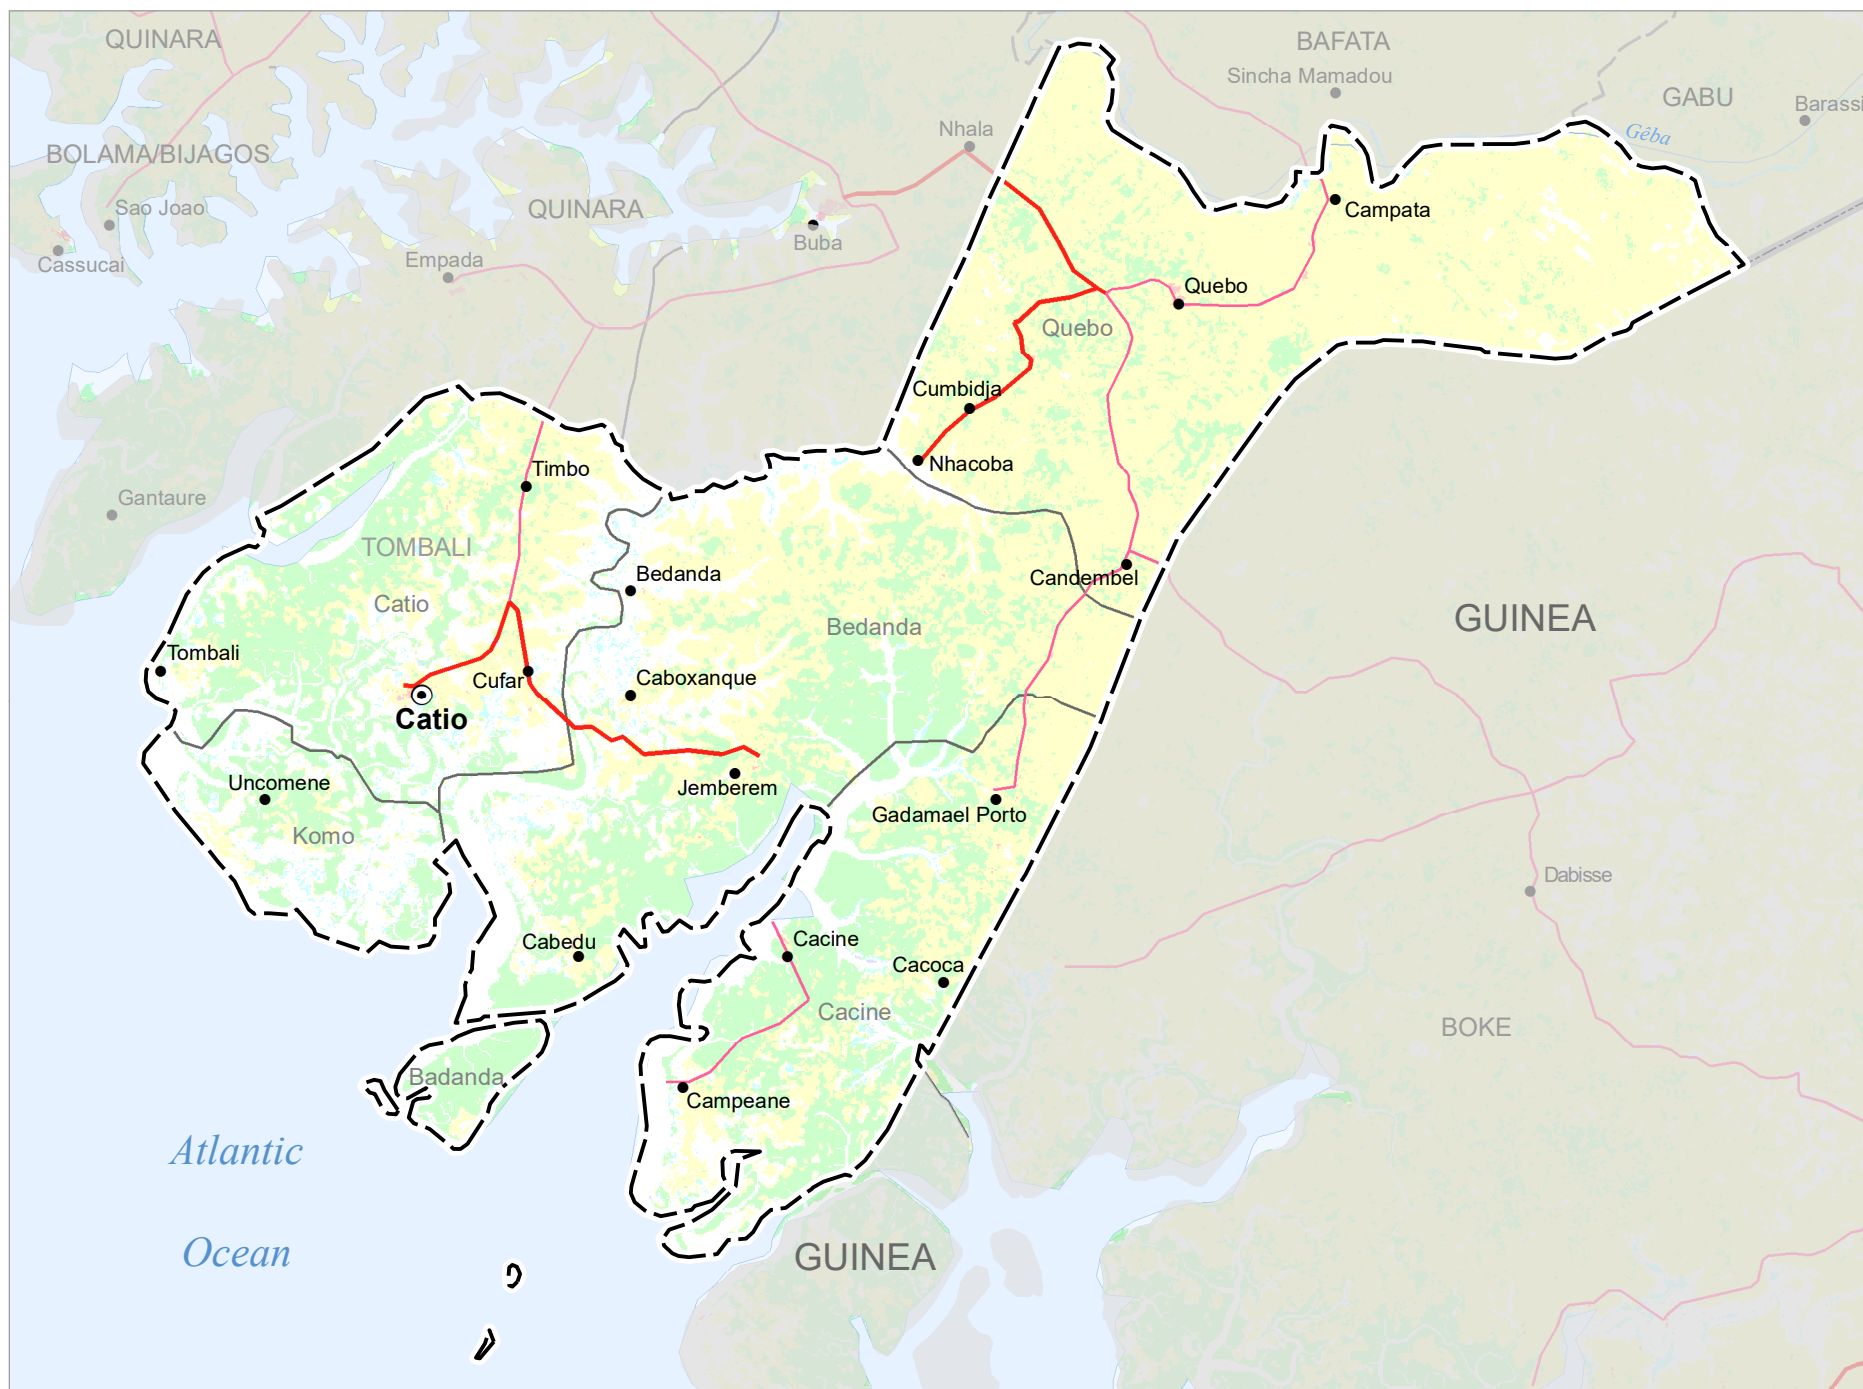 QUINARA
BAFATA
Sincha Mamadou
GABU
Barassi
Gêba
Nhala
BOLAMA/BIJAGOS
Sao Joao
QUINARA
Campata
Buba
Cassucai
Empada
Quebo
Quebo
Cumbidja
Nhacoba
Timbo
Gantaure
TOMBALI
Bedanda
Candembel
Catio
Bedanda
GUINEA
Tombali
Cufar
Caboxanque
Catio
Uncomene
Jemberem
Gadamael Porto
Komo
Dabisse
Cabedu
Cacine
Cacoca
Cacine
BOKE
Badanda
Campeane
Atlantic
Ocean
GUINEA